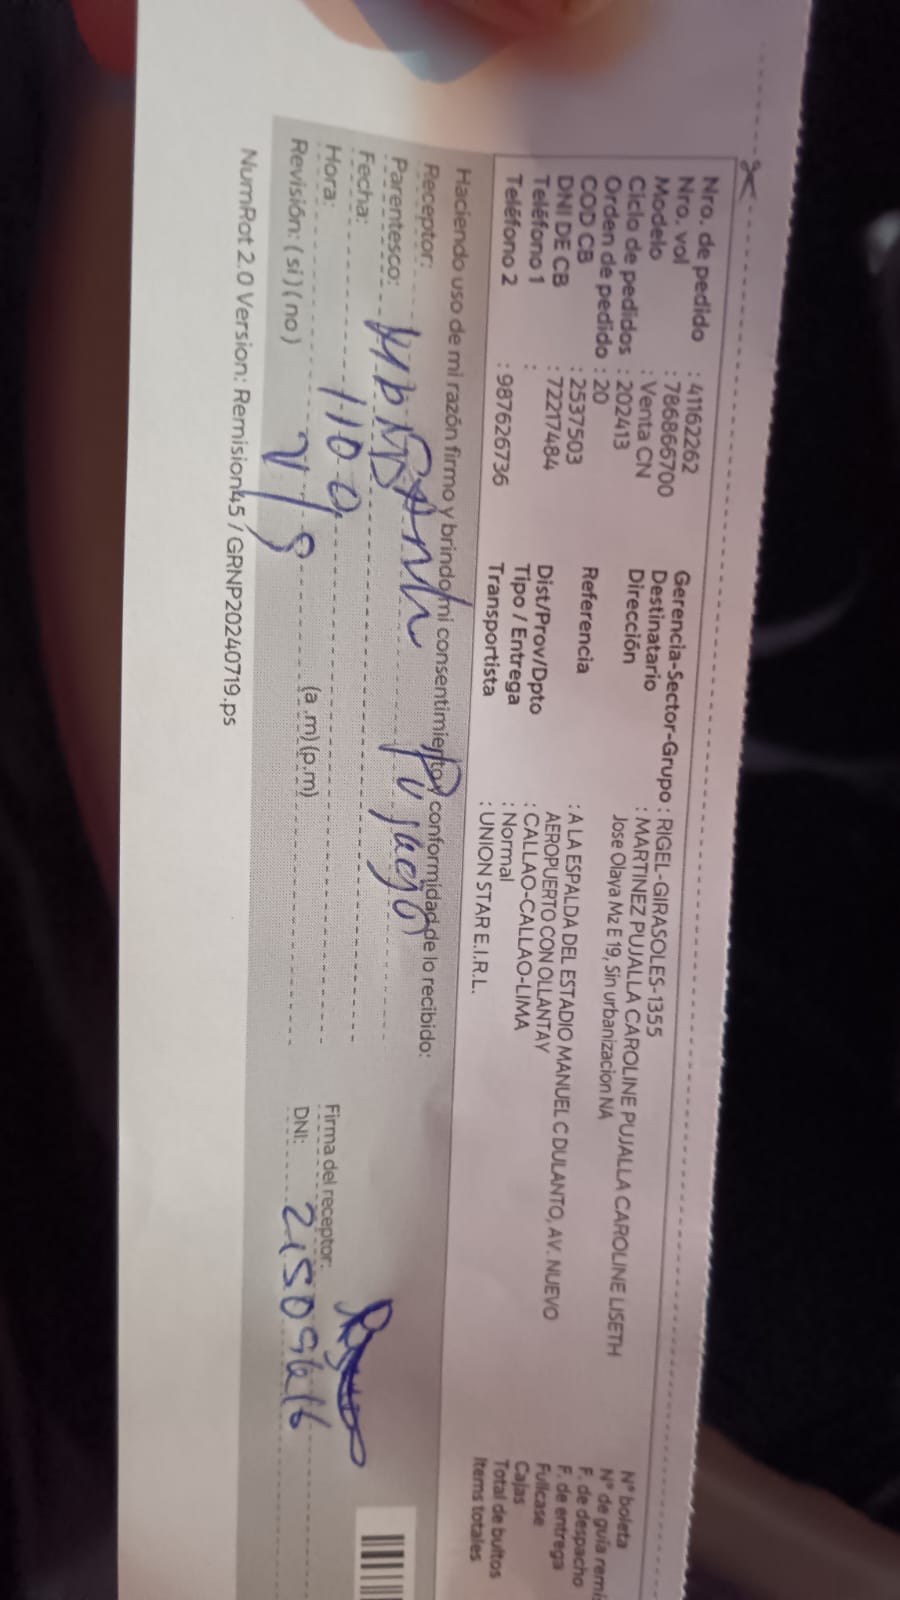 Nro. de pedido : 41162262
Nro. vol : 786866700
Modelo : Venta CN
Ciclo de pedidos : 202413
Orden de pedido : 20
COD CB : 2537503
DNI DE CB : 72217484
Teléfono 1 :
Teléfono 2 : 987626736
Gerencia-Sector-Grupo : RIGEL-GIRASOLES-1355
Destinatario : MARTINEZ PUJALLA CAROLINE PUJALLA CAROLINE LISETH
Dirección Jose Olaya Mz E 19, Sin urbanizacion NA
Referencia : A LA ESPALDA DEL ESTADIO MANUEL C DULANTO, AV. NUEVO
AEROPUERTO CON OLLANTAY
Dist/Prov/Dpto : CALLAO-CALLAO-LIMA
Tipo / Entrega : Normal
Transportista : UNION STAR E.I.R.L.
N° boleta
N° de guía remi
F. de despacho
F. de entrega
Fullcase
Cajas
Total de bultos
Items totales
Haciendo uso de mi razón firmo y brindo mi consentimiento y conformidad de lo recibido:
Receptor:
Parentesco:
Fecha:
Hora: (a.m) (p.m)
Revisión: (si) (no)
Firma del receptor:
DNI:
NumRot 2.0 Version: Remision45 / GRNP20240719.ps